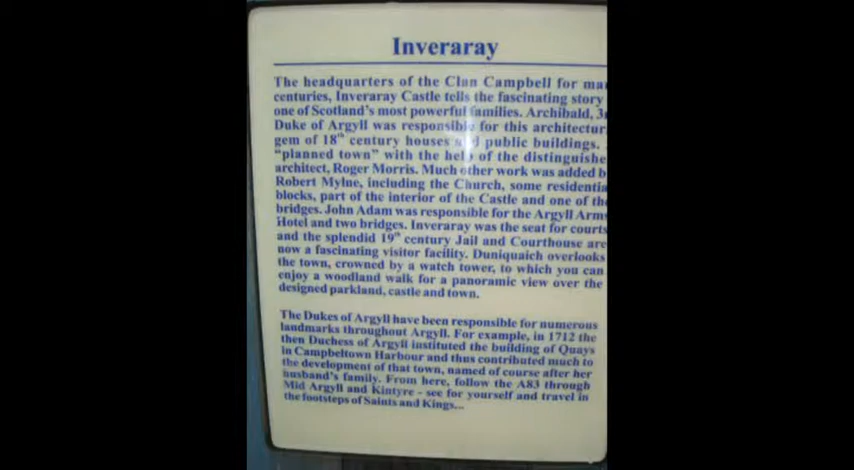 Inveraray
The headquarters of the Clan Campbell for
centuries, Inveraray Castle tells the fascinating story
one of Scotland's most powerful families. Archibald,
Duke of Argyll was responsible for this
gem of 18th century houses and public buildings.
"planned town" with the help of the
architect, Roger Morris. Much other work was added
Robert Mylne, including the Church, some
blocks, part of the interior of the Castle and one of the
bridges. John Adam was responsible for the Argyll
Hotel and two bridges. Inveraray was the seat for courts
and the splendid 19th century Jail and Courthouse are
now a fascinating visitor facility. Duniquaich overlooks
the town, crowned by a watch tower, to which you can
enjoy a woodland walk for a panoramic view over the
designed parkland, castle and town.
The Dukes of Argyll have been responsible for numerous
landmarks throughout Argyll. For example, in 1712 the
then Duchess of Argyll instituted the building of Quays
in Campbeltown Harbour and thus contributed much to
the development of that town, named of course after her
husband's family. From here, follow the A83 through
Mid Argyll and Kintyre - see for yourself and travel in
the footsteps of Saints and Kings...